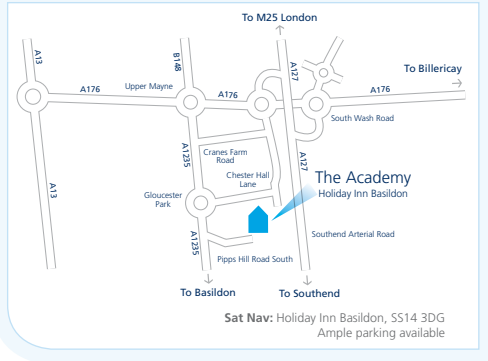 To M25 London
A13
B148
A127
To Billericay
A176
Upper Mayne
A176
A176
South Wash Road
A1235
Cranes Farm
Road
A127
Chester Hall
Lane
The Academy
Holiday Inn Basildon
A13
Gloucester
Park
A1235
Southend Arterial Road
Pipps Hill Road South
To Basildon
To Southend
Sat Nav: Holiday Inn Basildon, SS14 3DG
Ample parking available